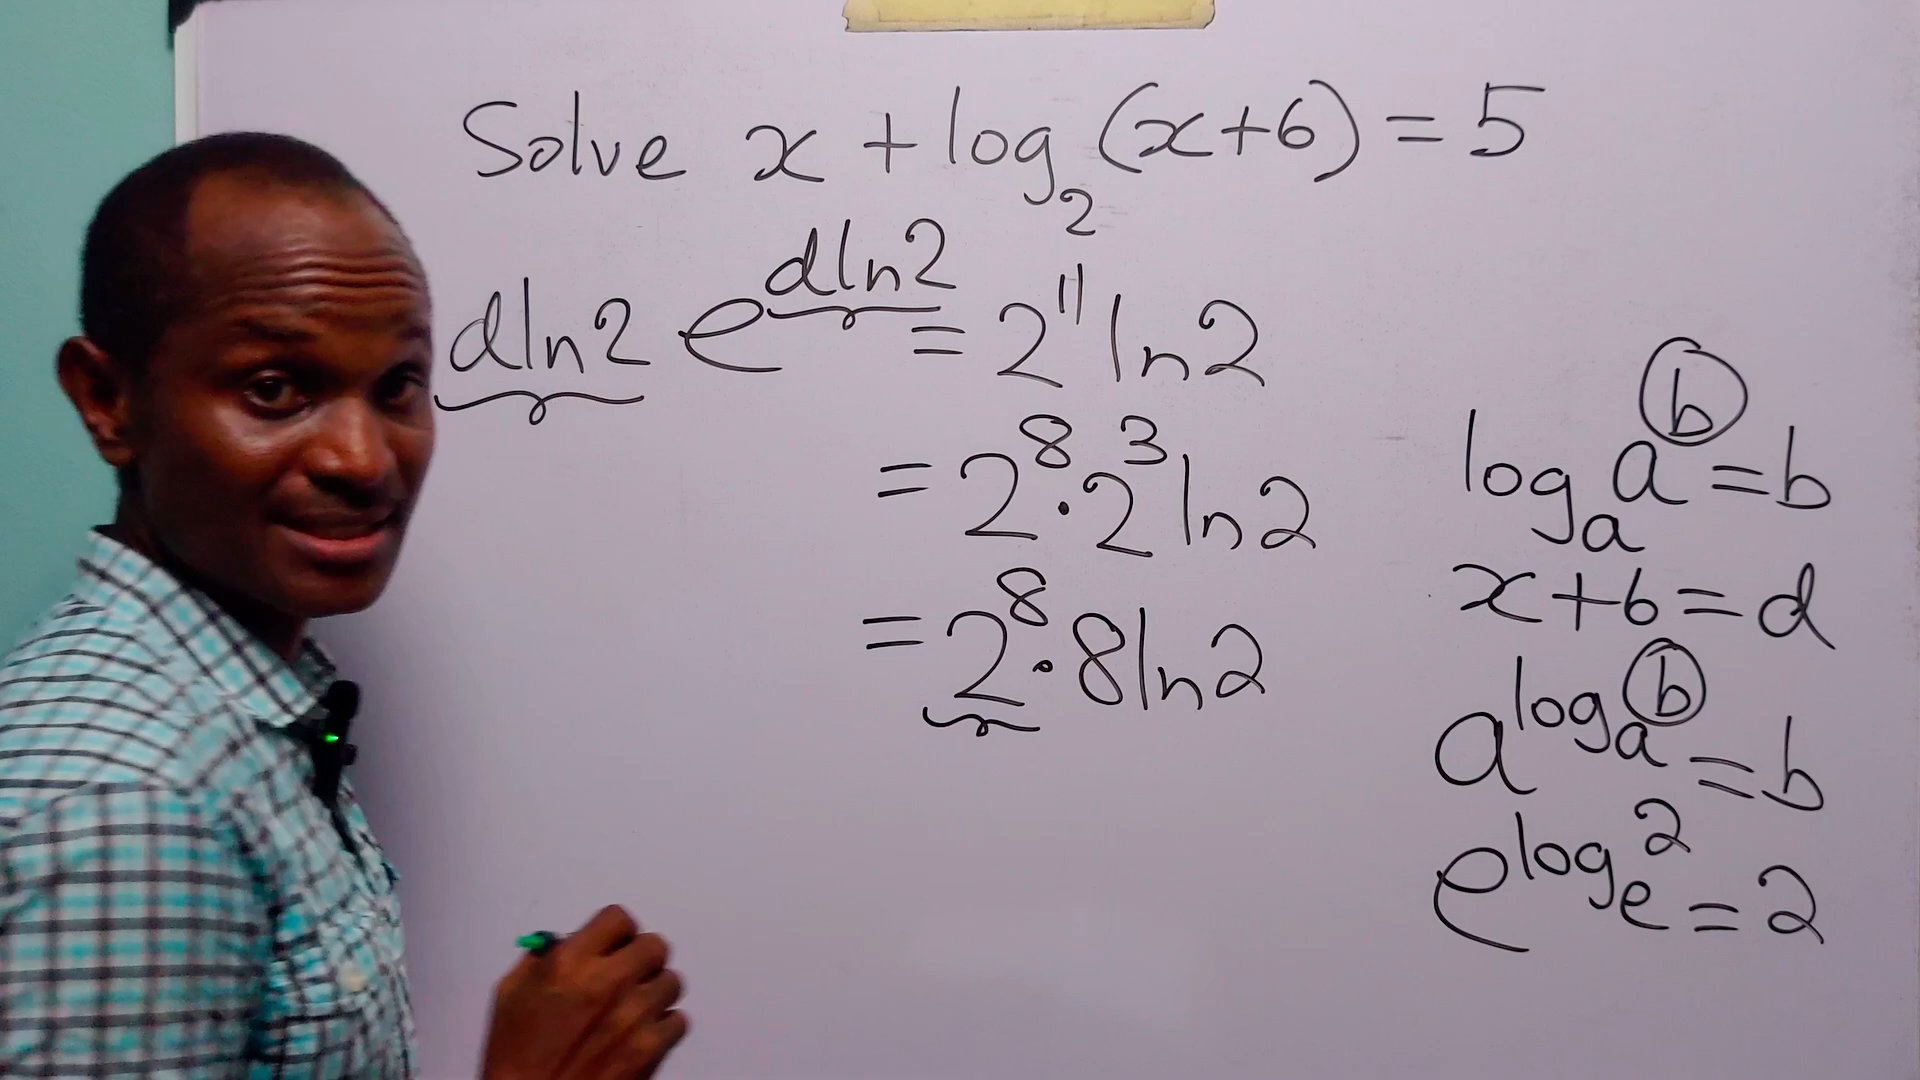 Solve x + log₂(x+6) = 5
dln2 e^(dln2) = 2^11 ln2
= 2^8 · 2^3 ln2
= 2^8 · 8ln2
logₐ a^b = b
x+6 = d
a^(logₐ b) = b
e^(logₑ 2) = 2